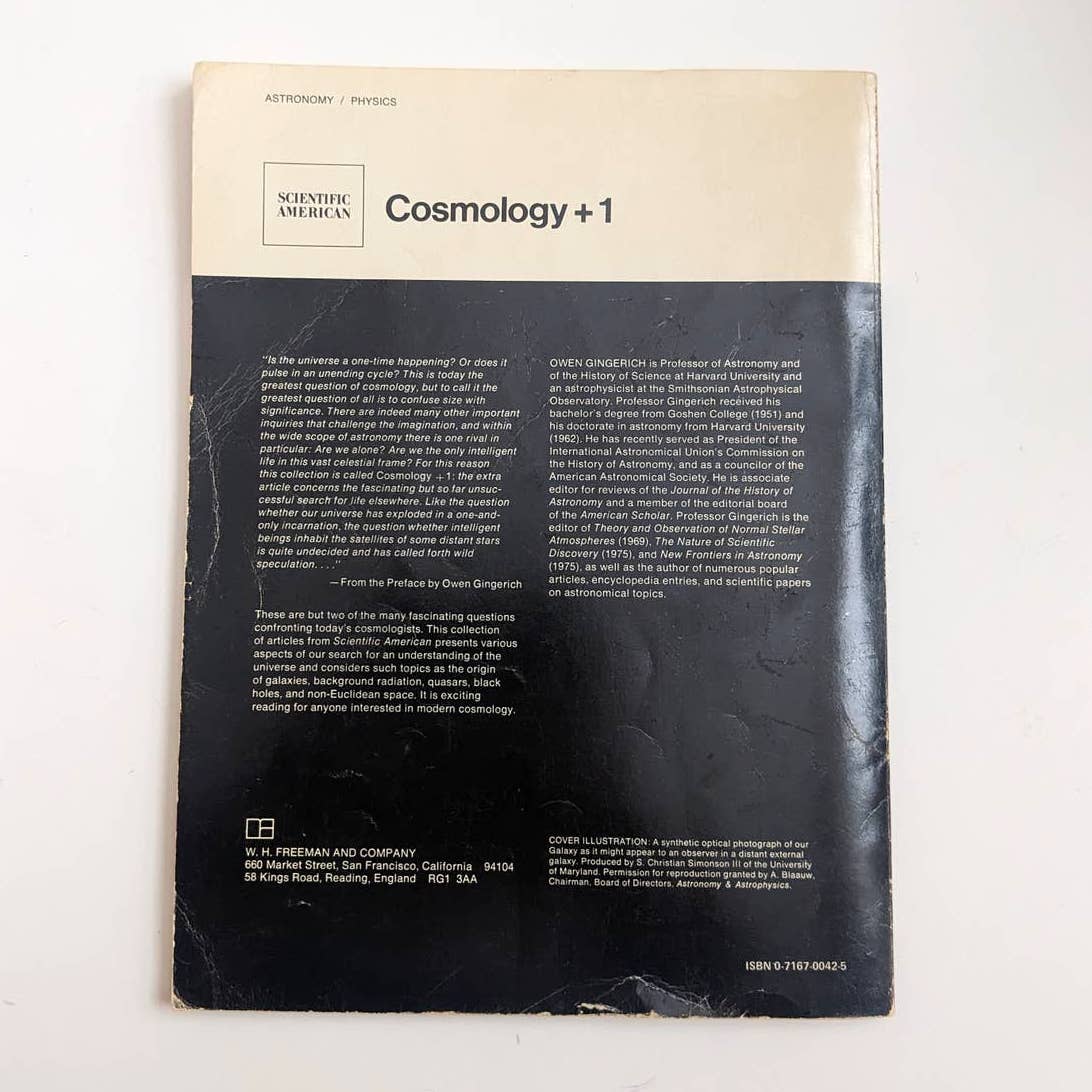 ASTRONOMY / PHYSICS
SCIENTIFIC
AMERICAN
Cosmology + 1
"Is the universe a one-time happening? Or does it
pulse in an unending cycle? This is today the
greatest question of cosmology, but to call it the
greatest question of all is to confuse size with
significance. There are indeed many other important
inquiries that challenge the imagination, and within
the wide scope of astronomy there is one rival in
particular: Are we alone? Are we the only intelligent
life in this vast celestial frame? For this reason
this collection is called Cosmology +1: the extra
article concerns the fascinating but so far unsuc-
cessful search for life elsewhere. Like the question
whether our universe has exploded in a one-and-
only incarnation, the question whether intelligent
beings inhabit the satellites of some distant stars
is quite undecided and has called forth wild
speculation. . . ."
—From the Preface by Owen Gingerich
These are but two of the many fascinating questions
confronting today's cosmologists. This collection
of articles from Scientific American presents various
aspects of our search for an understanding of the
universe and considers such topics as the origin
of galaxies, background radiation, quasars, black
holes, and non-Euclidean space. It is exciting
reading for anyone interested in modern cosmology.
OWEN GINGERICH is Professor of Astronomy and
of the History of Science at Harvard University and
an astrophysicist at the Smithsonian Astrophysical
Observatory. Professor Gingerich received his
bachelor's degree from Goshen College (1951) and
his doctorate in astronomy from Harvard University
(1962). He has recently served as President of the
International Astronomical Union's Commission on
the History of Astronomy, and as a councilor of the
American Astronomical Society. He is associate
editor for reviews of the Journal of the History of
Astronomy and a member of the editorial board
of the American Scholar. Professor Gingerich is the
editor of Theory and Observation of Normal Stellar
Atmospheres (1969), The Nature of Scientific
Discovery (1975), and New Frontiers in Astronomy
(1975), as well as the author of numerous popular
articles, encyclopedia entries, and scientific papers
on astronomical topics.
W. H. FREEMAN AND COMPANY
660 Market Street, San Francisco, California 94104
58 Kings Road, Reading, England RG1 3AA
COVER ILLUSTRATION: A synthetic optical photograph of our
Galaxy as it might appear to an observer in a distant external
galaxy. Produced by S. Christian Simonson III of the University
of Maryland. Permission for reproduction granted by A. Blaauw,
Chairman, Board of Directors, Astronomy & Astrophysics.
ISBN 0-7167-0042-5